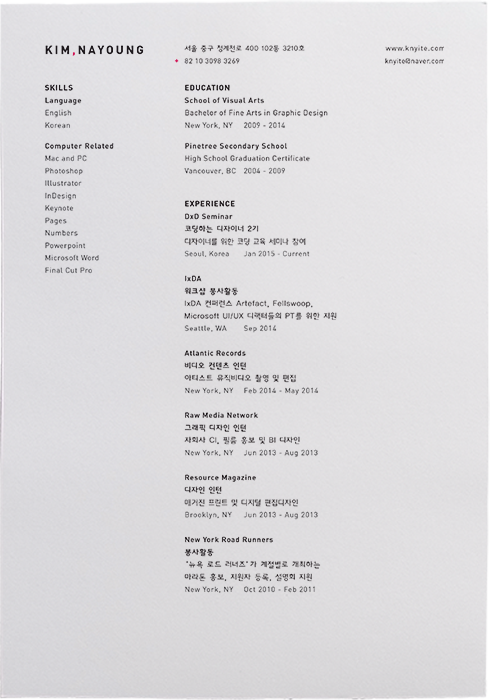 KIM,NAYOUNG
서울 중구 청계천로 400 102동 3210호
82 10 3098 3269
www.knyite.com
knyite@naver.com
SKILLS
Language
English
Korean
Computer Related
Mac and PC
Photoshop
Illustrator
InDesign
Keynote
Pages
Numbers
Powerpoint
Microsoft Word
Final Cut Pro
EDUCATION
School of Visual Arts
Bachelor of Fine Arts in Graphic Design
New York, NY 2009 - 2014
Pinetree Secondary School
High School Graduation Certificate
Vancouver, BC 2004 - 2009
EXPERIENCE
DxD Seminar
코딩하는 디자이너 2기
디자이너를 위한 코딩 교육 세미나 참여
Seoul, Korea Jan 2015 - Current
IxDA
워크샵 봉사활동
IxDA 컨퍼런스 Artefact, Fellswoop,
Microsoft UI/UX 디렉터들의 PT를 위한 지원
Seattle, WA Sep 2014
Atlantic Records
비디오 컨텐츠 인턴
아티스트 뮤직비디오 촬영 및 편집
New York, NY Feb 2014 - May 2014
Raw Media Network
그래픽 디자인 인턴
자회사 CI, 필름 홍보 및 BI 디자인
New York, NY Jun 2013 - Aug 2013
Resource Magazine
디자인 인턴
매거진 프린트 및 디지털 편집디자인
Brooklyn, NY Jun 2013 - Aug 2013
New York Road Runners
봉사활동
"뉴욕 로드 러너즈"가 계절별로 개최하는
마라톤 홍보, 지원자 등록, 설명회 지원
New York, NY Oct 2010 - Feb 2011